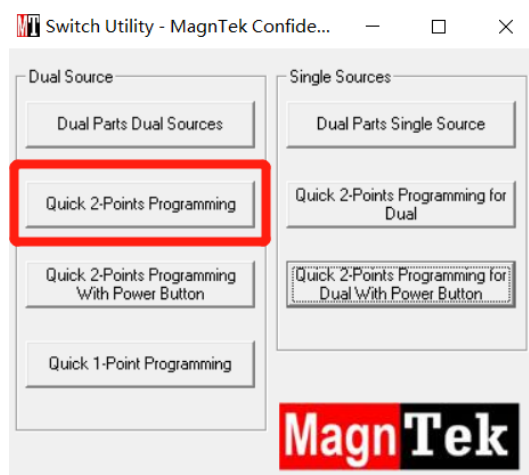 MT Switch Utility - MagnTek Confide...
Dual Source
Dual Parts Dual Sources
Quick 2-Points Programming
Quick 2-Points Programming
With Power Button
Quick 1-Point Programming
Single Sources
Dual Parts Single Source
Quick 2-Points Programming for
Dual
Quick 2-Points Programming for
Dual With Power Button
MagnTek